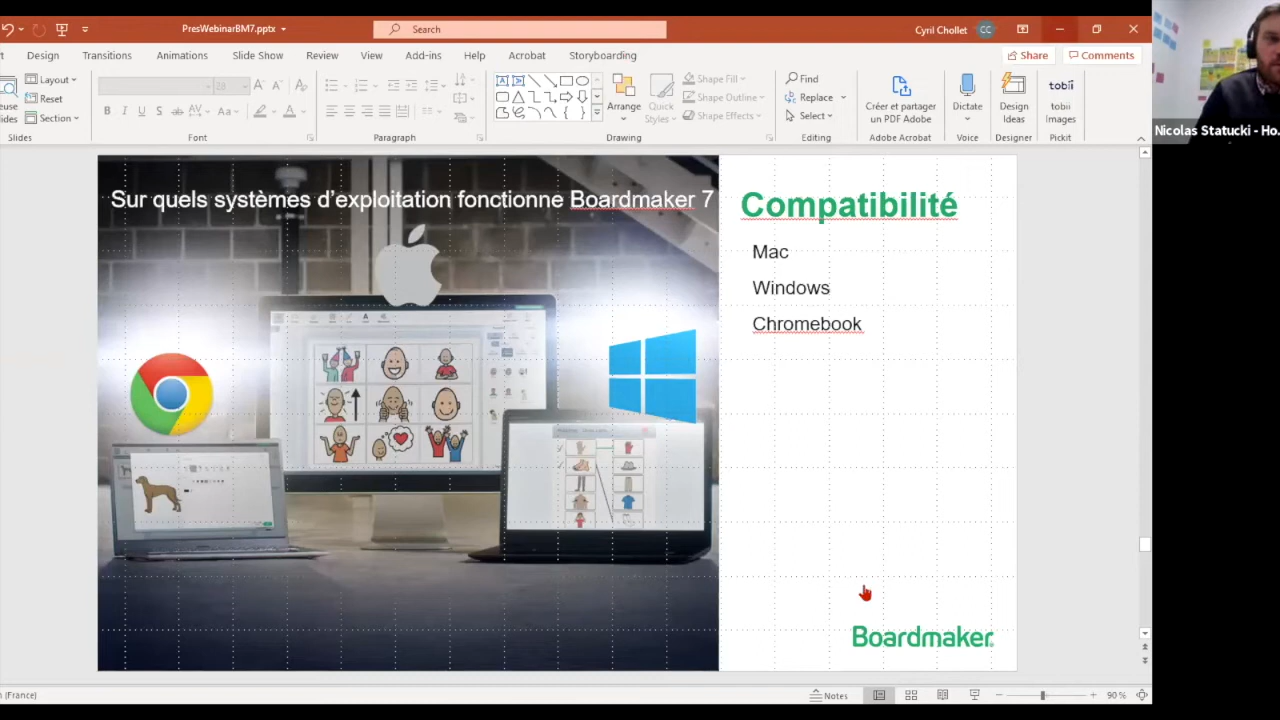 PresWebinarBM7.pptx
Search
Cyril Chollet
CC
Design
Transitions
Animations
Slide Show
Review
View
Add-ins
Help
Acrobat
Storyboarding
Share
Comments
Layout
Reset
Section
Slides
Font
Paragraph
Arrange
Quick
Styles
Shape Fill
Shape Outline
Shape Effects
Drawing
Find
Replace
Select
Editing
Créer et partager
un PDF Adobe
Adobe Acrobat
Dictate
Voice
Design
Ideas
Designer
tobii
tobii
Images
Pickit
Nicolas Statucki - Ho...
Sur quels systèmes d'exploitation fonctionne Boardmaker 7
Compatibilité
Mac
Windows
Chromebook
Boardmaker
(France)
Notes
90 %